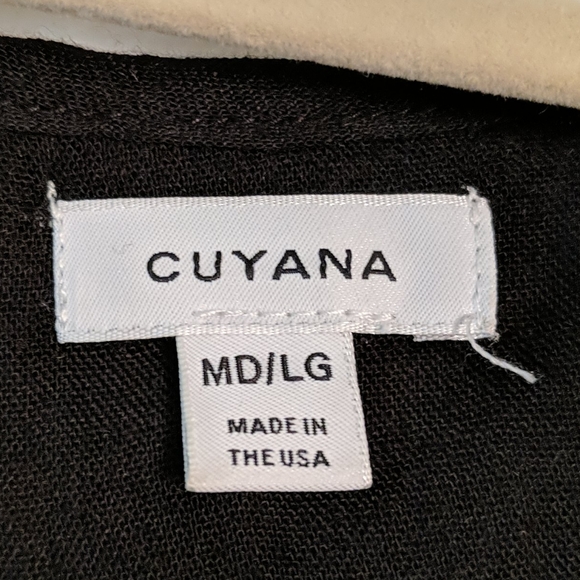 CUYANA
MD/LG
MADE IN
THE USA